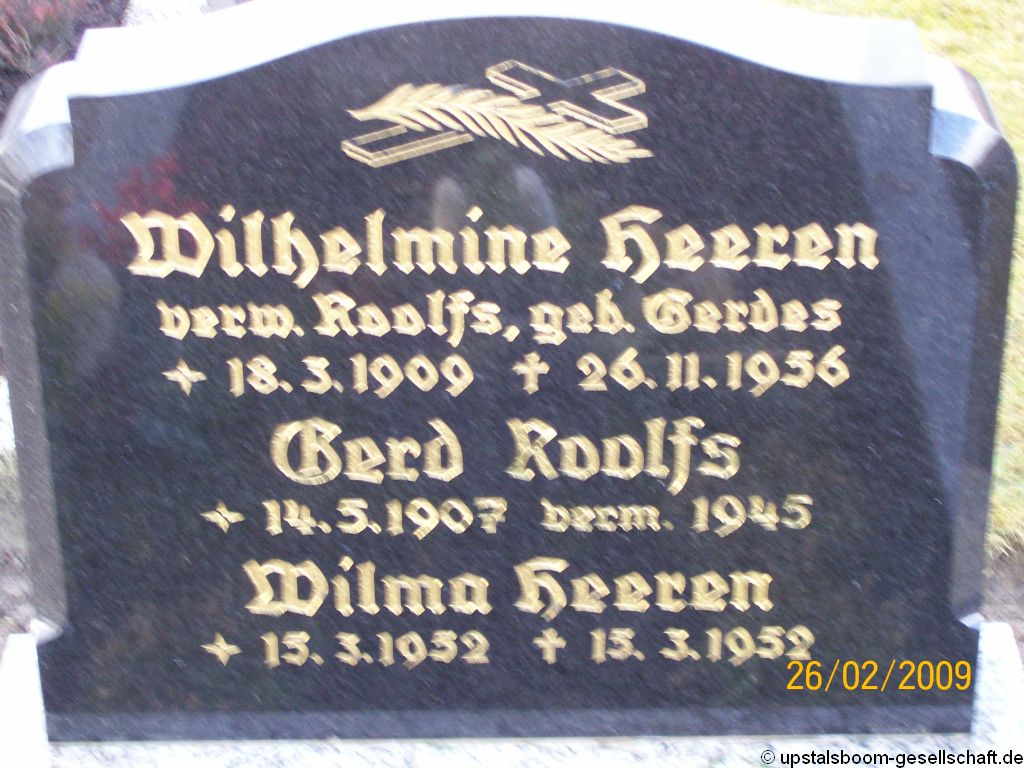 Wilhelmine Heeren
verw. Roolfs, geb. Gerdes
18. 3. 1909 † 26. 11. 1956
Gerd Roolfs
14. 5. 1907 verm. 1945
Wilma Heeren
15. 3. 1952 † 15. 3. 1952
26/02/2009
© upstalsboom-gesellschaft.de